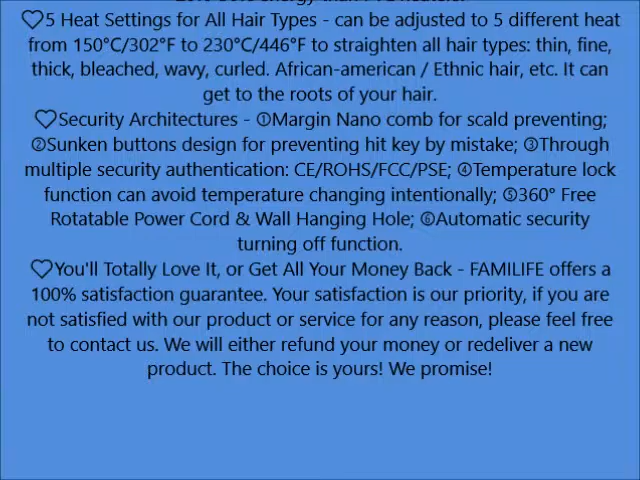 ♡5 Heat Settings for All Hair Types - can be adjusted to 5 different heat
from 150°C/302°F to 230°C/446°F to straighten all hair types: thin, fine,
thick, bleached, wavy, curled. African-american / Ethnic hair, etc. It can
get to the roots of your hair.
♡Security Architectures - ①Margin Nano comb for scald preventing;
②Sunken buttons design for preventing hit key by mistake; ③Through
multiple security authentication: CE/ROHS/FCC/PSE; ④Temperature lock
function can avoid temperature changing intentionally; ⑤360° Free
Rotatable Power Cord & Wall Hanging Hole; ⑥Automatic security
turning off function.
♡You'll Totally Love It, or Get All Your Money Back - FAMILIFE offers a
100% satisfaction guarantee. Your satisfaction is our priority, if you are
not satisfied with our product or service for any reason, please feel free
to contact us. We will either refund your money or redeliver a new
product. The choice is yours! We promise!